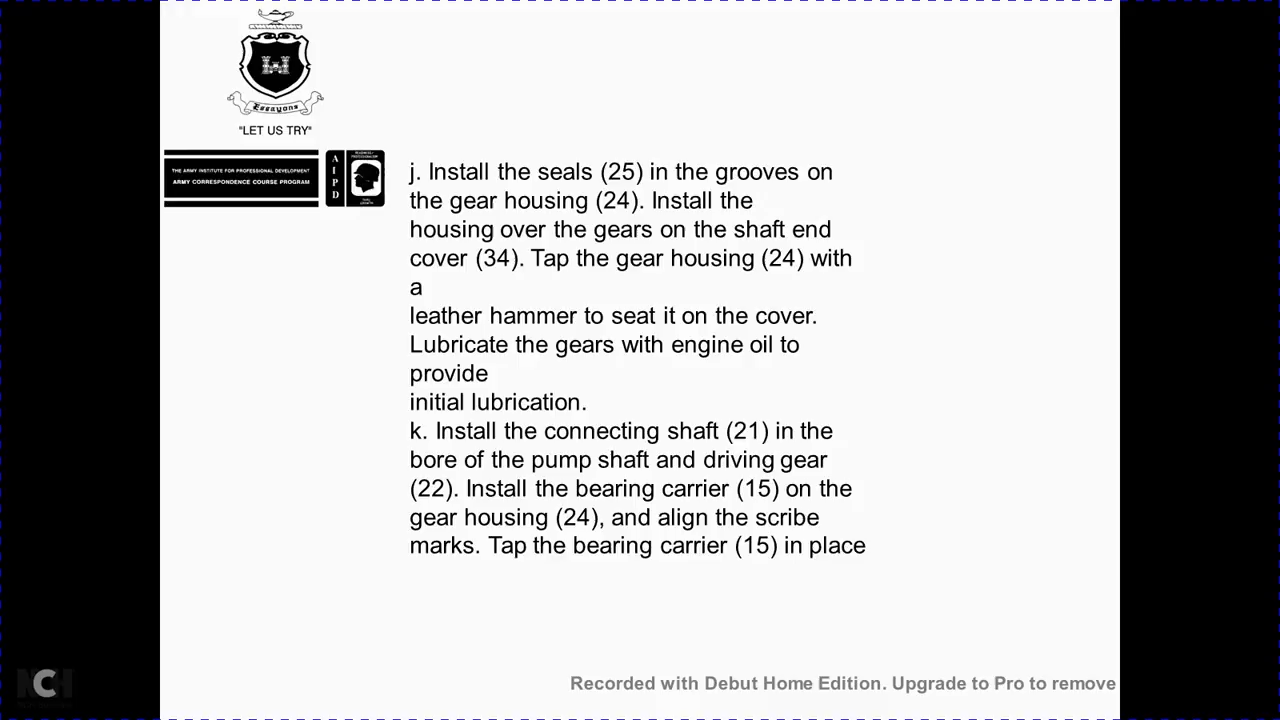 Essayons
"LET US TRY"
THE ARMY INSTITUTE FOR PROFESSIONAL DEVELOPMENT
ARMY CORRESPONDENCE COURSE PROGRAM
A
I
P
D
j. Install the seals (25) in the grooves on
the gear housing (24). Install the
housing over the gears on the shaft end
cover (34). Tap the gear housing (24) with
a
leather hammer to seat it on the cover.
Lubricate the gears with engine oil to
provide
initial lubrication.
k. Install the connecting shaft (21) in the
bore of the pump shaft and driving gear
(22). Install the bearing carrier (15) on the
gear housing (24), and align the scribe
marks. Tap the bearing carrier (15) in place
NCH
Recorded with Debut Home Edition. Upgrade to Pro to remove